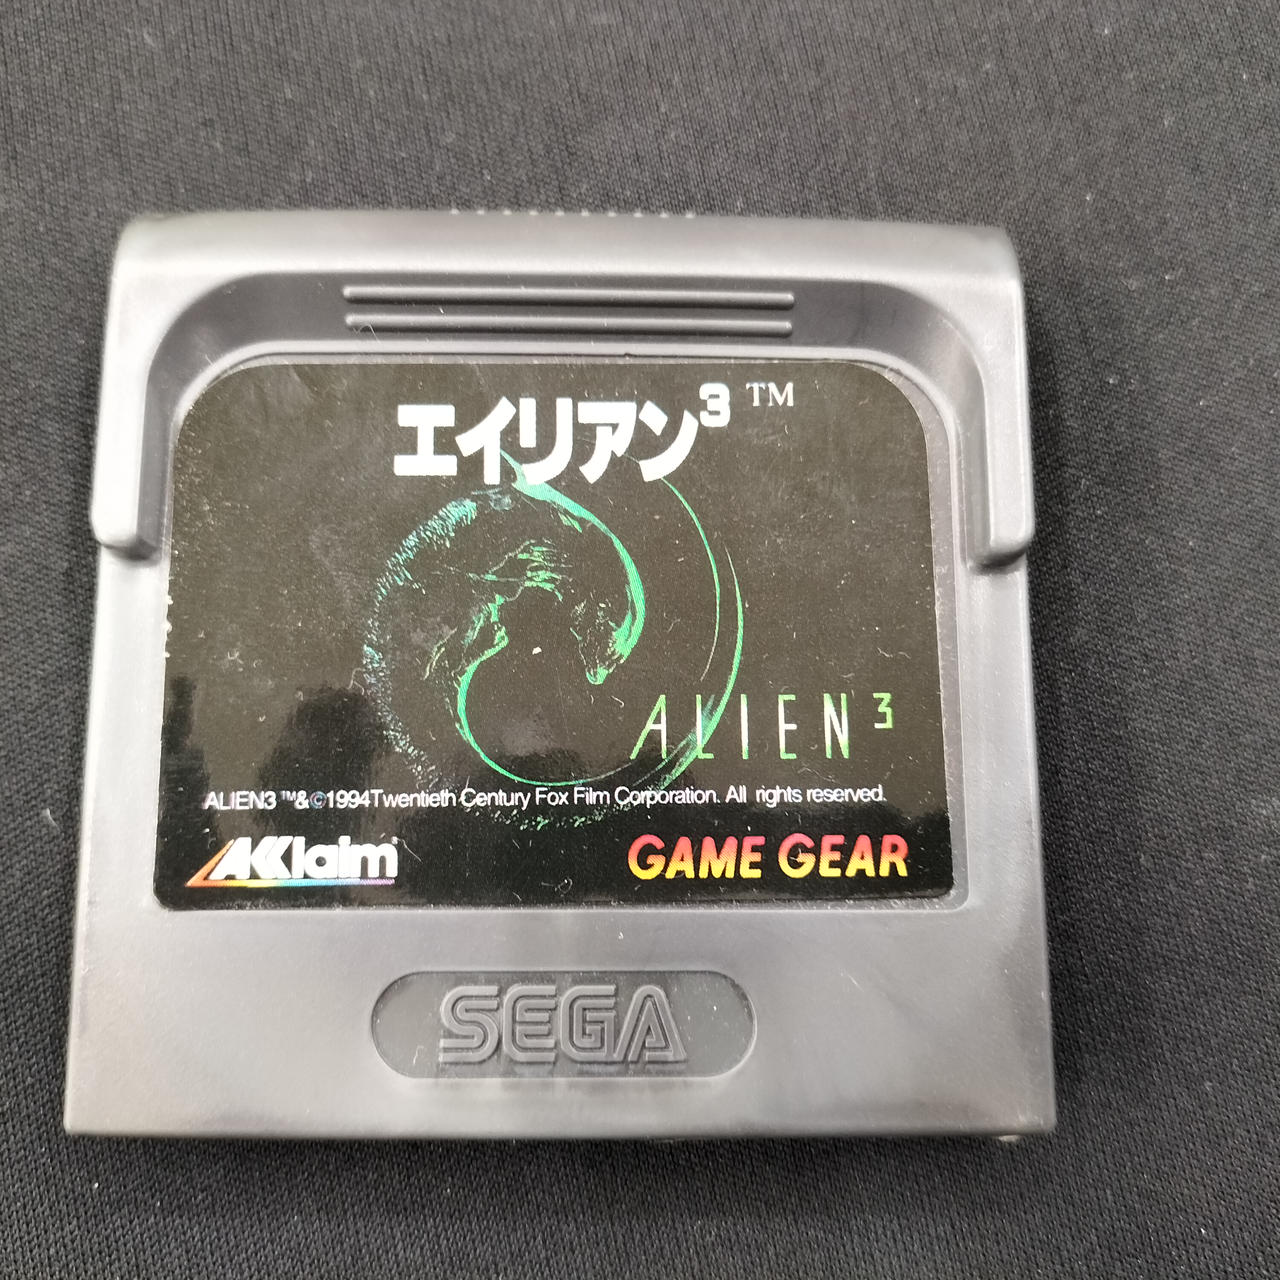 エイリアン3 TM
ALIEN3
ALIEN3 TM&©1994Twentieth Century Fox Film Corporation. All rights reserved.
AKKlaim
GAME GEAR
SEGA